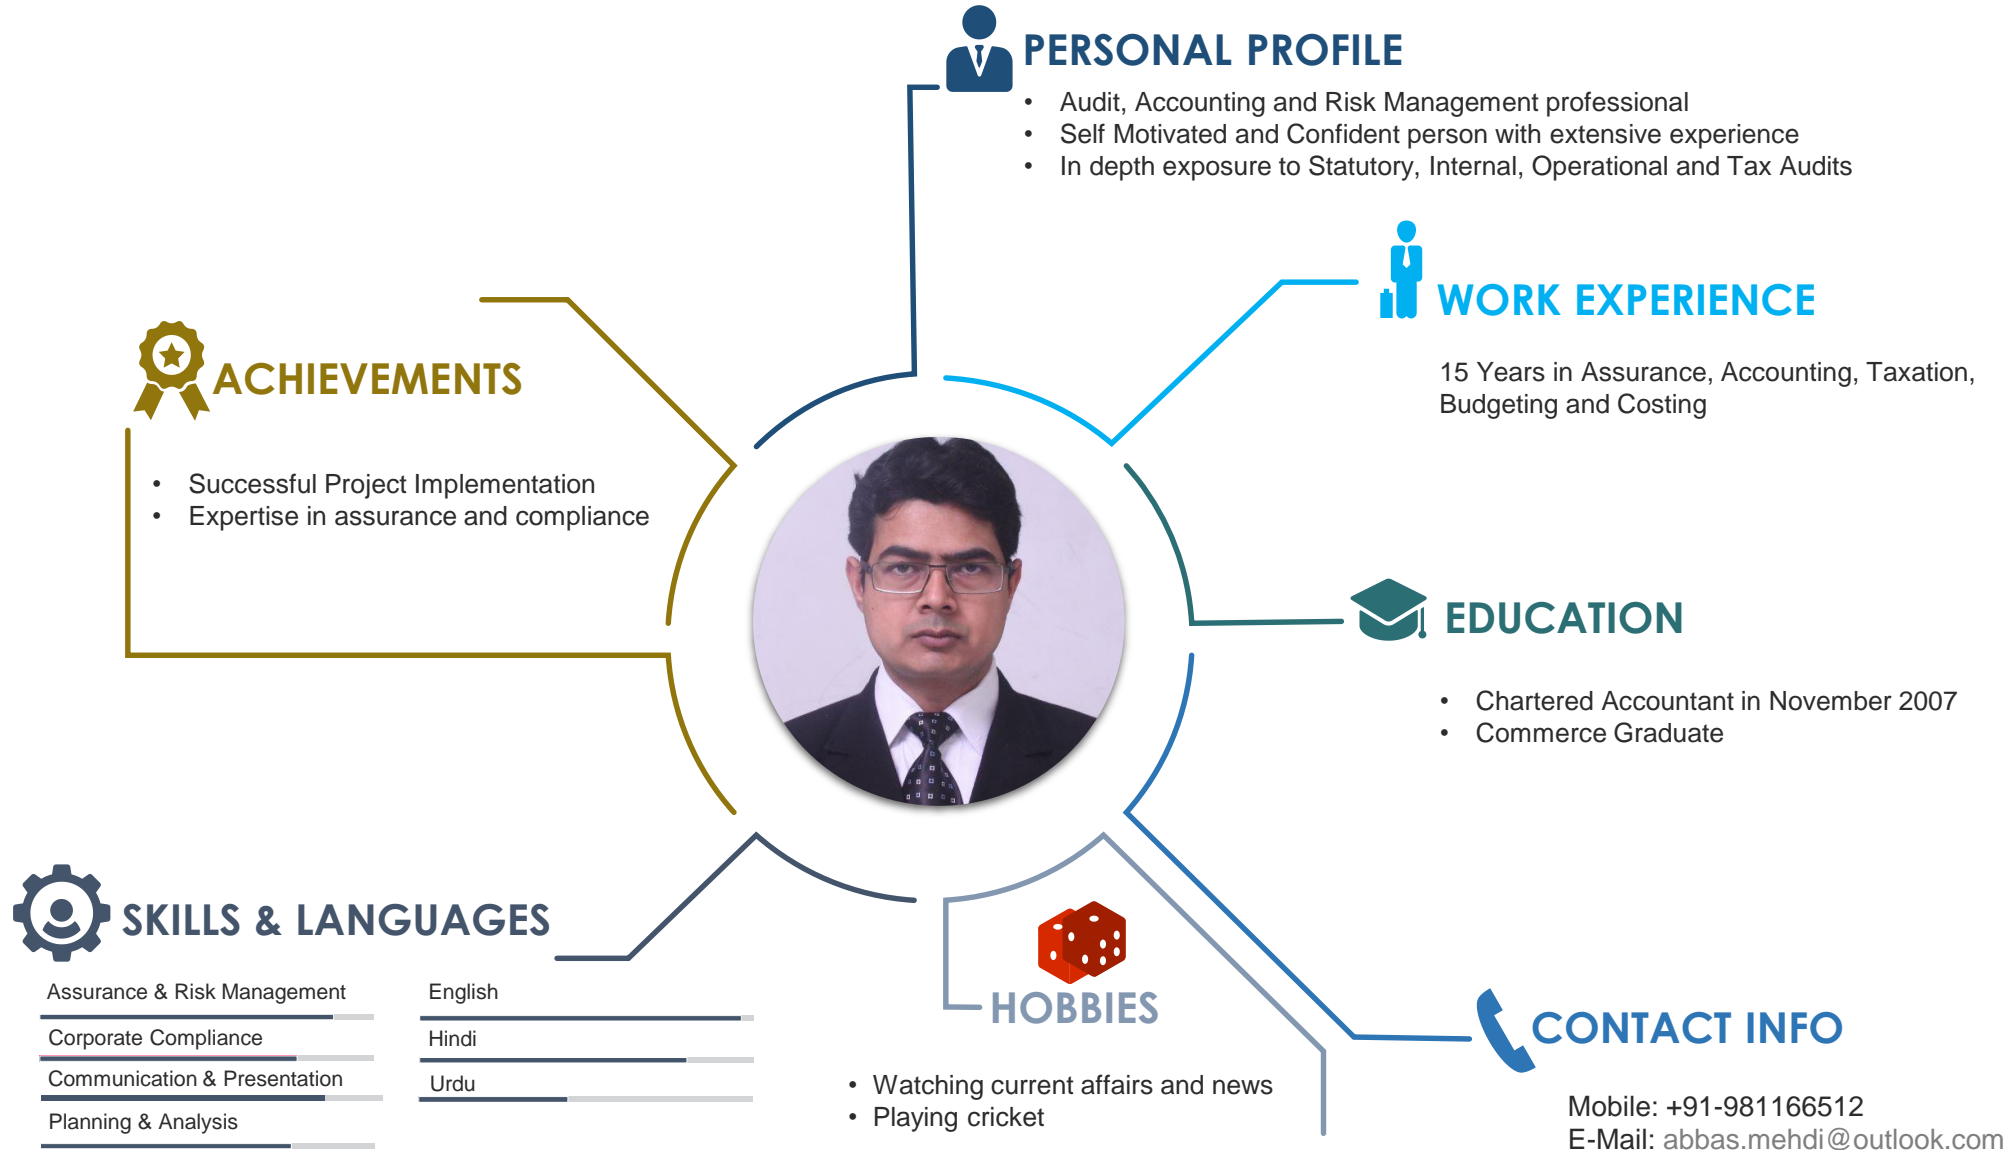 PERSONAL PROFILE
• Audit, Accounting and Risk Management professional
• Self Motivated and Confident person with extensive experience
• In depth exposure to Statutory, Internal, Operational and Tax Audits
WORK EXPERIENCE
15 Years in Assurance, Accounting, Taxation,
Budgeting and Costing
ACHIEVEMENTS
• Successful Project Implementation
• Expertise in assurance and compliance
EDUCATION
• Chartered Accountant in November 2007
• Commerce Graduate
SKILLS & LANGUAGES
Assurance & Risk Management
Corporate Compliance
Communication & Presentation
Planning & Analysis
English
Hindi
Urdu
HOBBIES
• Watching current affairs and news
• Playing cricket
CONTACT INFO
Mobile: +91-981166512
E-Mail: abbas.mehdi@outlook.com